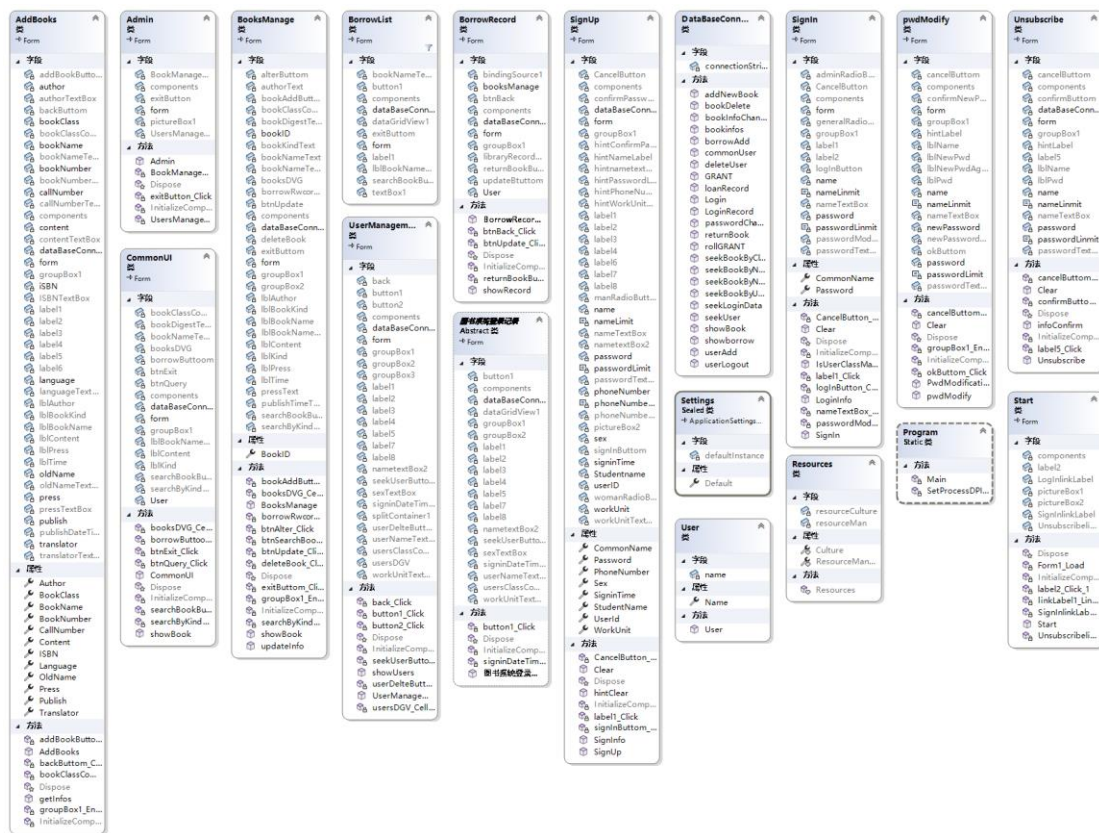 AddBooks
类
Form
字段
addBookButto...
author
authorTextBox
backButtom
bookClass
bookClassCo...
bookName
bookNameTe...
bookNumber
bookNumber...
callNumber
callNumberTe...
components
content
contentTextBox
dataBaseConn...
form
groupBox1
iSBN
ISBNTextBox
label1
label2
label3
label4
label5
label6
language
languageText...
lblAuthor
lblBookKind
lblBookName
lblContent
lblPress
lblTime
oldName
oldNameText...
press
pressTextBox
publish
publishDateTi...
translator
translatorText...
属性
Author
BookClass
BookName
BookNumber
CallNumber
Content
ISBN
Language
OldName
Press
Publish
Translator
方法
addBookButto...
AddBooks
backButtom_C...
bookClassCo...
Dispose
getInfos
groupBox1_En...
InitializeComp...
Admin
类
Form
字段
BookManage...
components
exitButton
form
pictureBox1
UsersManage...
方法
Admin
BookManage...
Dispose
exitButton_Click
InitializeComp...
UsersManage...
CommonUI
类
Form
字段
bookClassCo...
bookDigestTe...
bookNameTe...
booksDVG
borrowButtoom
btnExit
btnQuery
components
dataBaseConn...
form
groupBox1
lblBookName...
lblContent
lblKind
searchBookBu...
searchByKind...
User
方法
booksDVG_Ce...
borrowButtoo...
btnExit_Click
btnQuery_Click
CommonUI
Dispose
InitializeComp...
searchBookBu...
searchByKind...
showBook
BooksManage
类
Form
字段
alterButtom
authorText
bookAddButt...
bookClassCo...
bookDigestTe...
bookID
bookKindText
bookNameText
bookNameTe...
booksDVG
borrowRwcor...
btnUpdate
components
dataBaseConn...
deleteBook
exitButtom
form
groupBox1
groupBox2
lblAuthor
lblBookKind
lblBookName
lblBookName...
lblContent
lblKind
lblPress
lblTime
pressText
publishTimeT...
searchBookBu...
searchByKind...
属性
BookID
方法
bookAddButt...
booksDVG_Ce...
BooksManage
borrowRwcor...
btnAlter_Click
btnSearchBoo...
btnUpdate_Cli...
deleteBook_Cl...
Dispose
exitButtom_Cli...
groupBox1_En...
InitializeComp...
searchByKind...
showBook
updateInfo
BorrowList
类
Form
字段
bookNameTe...
button1
components
dataBaseConn...
dataGridView1
exitButtom
form
label1
lblBookName...
searchBookBu...
textBox1
UserManagem...
类
Form
字段
back
button1
button2
components
dataBaseConn...
form
groupBox1
groupBox2
groupBox3
label1
label2
label3
label4
label5
label7
label8
nametextBox2
seekUserButto...
sexTextBox
signinDateTim...
splitContainer1
userDelteButt...
userNameText...
usersClassCo...
usersDGV
workUnitText...
方法
back_Click
button1_Click
button2_Click
Dispose
InitializeComp...
seekUserButto...
showUsers
userDelteButt...
UserManage...
usersDGV_Cell...
BorrowRecord
类
Form
字段
bindingSource1
booksManage
btnBack
components
dataBaseConn...
form
groupBox1
libraryRecord...
returnBookBu...
updateBtuttom
User
方法
BorrowRecor...
btnBack_Click
btnUpdate_Cli...
Dispose
InitializeComp...
returnBookBu...
showRecord
图书系统登录记录
Abstract 类
Form
字段
button1
components
dataBaseConn...
dataGridView1
groupBox1
groupBox2
label1
label2
label3
label4
label5
label7
label8
nametextBox2
seekUserButto...
sexTextBox
signinDateTim...
userNameText...
usersClassCo...
workUnitText...
方法
button1_Click
Dispose
InitializeComp...
signinDateTim...
图书系统登录...
SignUp
类
Form
字段
CancelButton
components
confirmPassw...
dataBaseConn...
form
groupBox1
hintConfirmPa...
hintNameLabel
hintnametext...
hintPasswordL...
hintPhoneNu...
hintWorkUnit...
label1
label2
label3
label4
label6
label7
label8
manRadioButt...
name
nameLimit
nameTextBox
nametextBox2
password
passwordLimit
passwordText...
phoneNumber
phoneNumbe...
phoneNumbe...
pictureBox2
sex
signInButtom
signinTime
Studentname
userID
womanRadioB...
workUnit
workUnitText...
属性
CommonName
Password
PhoneNumber
Sex
SigninTime
StudentName
UserId
WorkUnit
方法
CancelButton_...
Clear
Dispose
hintClear
InitializeComp...
label1_Click
signInButtom_...
SignInfo
SignUp
DataBaseConn...
类
字段
connectionStri...
方法
addNewBook
bookDelete
bookInfoChan...
bookinfos
borrowAdd
commonUser
deleteUser
GRANT
loanRecord
Login
LoginRecord
passwordCha...
returnBook
rollGRANT
seekBookByCl...
seekBookByN...
seekBookByN...
seekBookByU...
seekLoginData
seekUser
showBook
showborrow
userAdd
userLogout
Settings
Sealed 类
ApplicationSettings...
字段
defaultInstance
属性
Default
User
类
字段
name
属性
Name
方法
User
SignIn
类
Form
字段
adminRadioB...
CancelButton
components
form
generalRadio...
groupBox1
label1
label2
logInButton
name
nameLinmit
nameTextBox
password
passwordLinmit
passwordMod...
passwordText...
属性
CommonName
Password
方法
CancelButton_...
Clear
Dispose
InitializeComp...
IsUserClassMa...
label1_Click
logInButton_C...
LoginInfo
nameTextBox_...
passwordMod...
SignIn
Resources
类
字段
resourceCulture
resourceMan
属性
Culture
ResourceMan...
方法
Resources
pwdModify
类
Form
字段
cancelButtom
components
confirmNewP...
form
groupBox1
hintLabel
lblName
lblNewPwd
lblNewPwdAg...
lblPwd
name
nameLinmit
nameTextBox
newPassword
newPassword...
okButtom
password
passwordLimit
passwordText...
方法
cancelButtom...
Clear
Dispose
groupBox1_En...
InitializeComp...
okButtom_Click
PwdModificati...
pwdModify
Program
Static 类
方法
Main
SetProcessDPI...
Unsubscribe
类
Form
字段
cancelButtom
components
confirmButtom
dataBaseConn...
form
groupBox1
hintLabel
label5
lblName
lblPwd
name
nameLinmit
nameTextBox
password
passwordLinmit
passwordText...
方法
cancelButtom...
Clear
confirmButto...
Dispose
infoConfirm
InitializeComp...
label5_Click
Unsubscribe
Start
类
Form
字段
components
label2
LogInlinkLabel
pictureBox1
pictureBox2
SignInlinkLabel
Unsubscribeli...
方法
Dispose
Form1_Load
InitializeComp...
label2_Click_1
linkLabel1_Lin...
SignInlinkLab...
Start
Unsubscribeli...